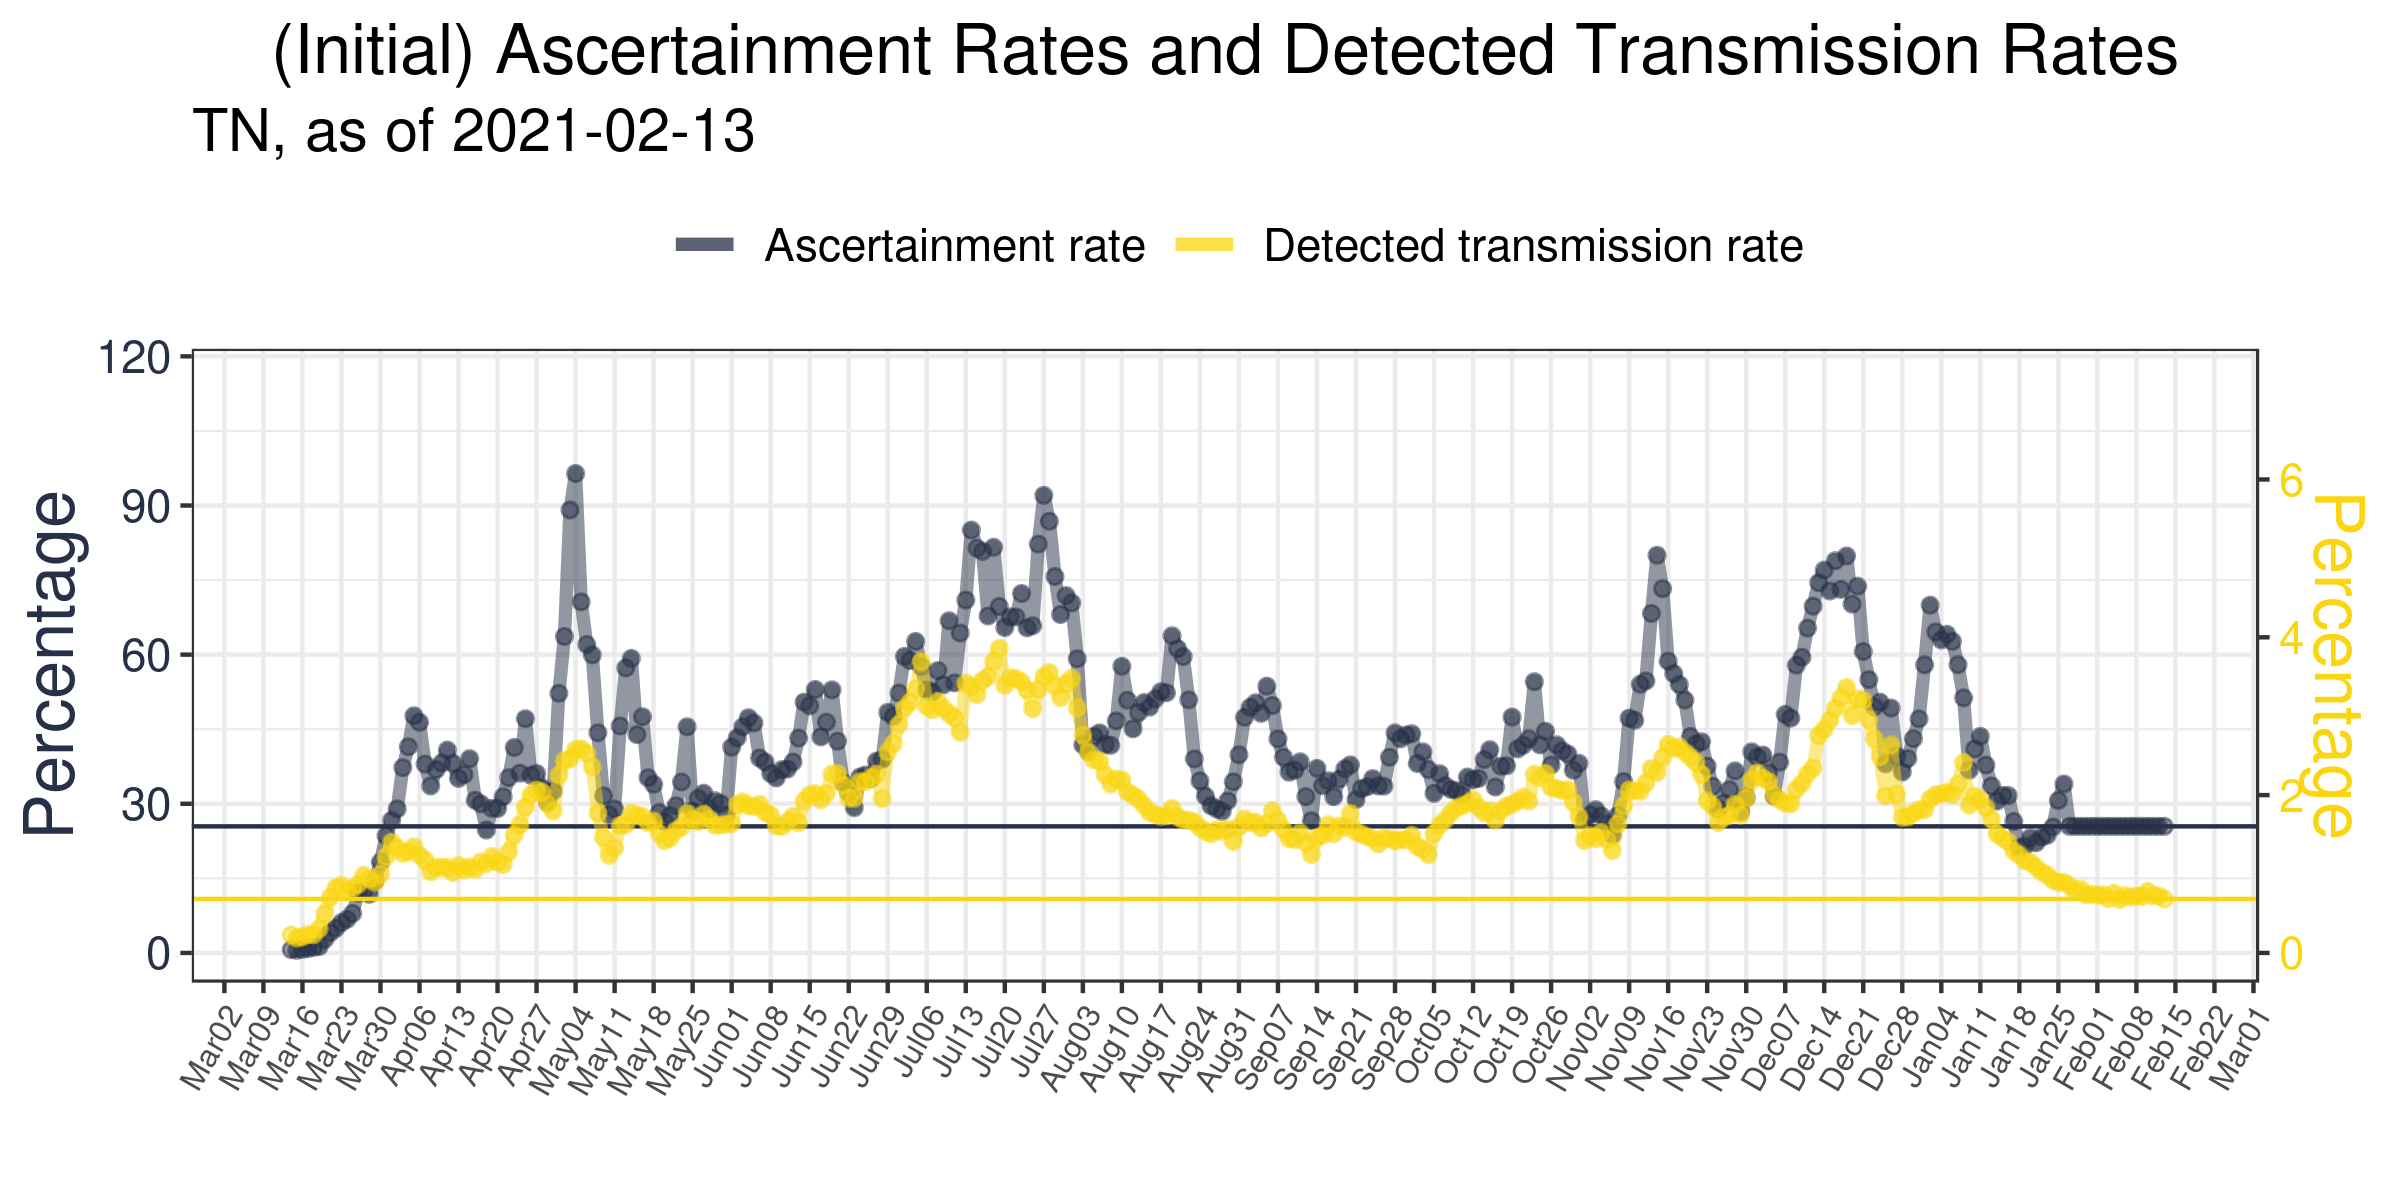 (Initial) Ascertainment Rates and Detected Transmission Rates
TN, as of 2021-02-13
Ascertainment rate
Detected transmission rate
120
90
60
30
0
Percentage
6
4
2
0
Percentage
Mar02
Mar09
Mar16
Mar23
Mar30
Apr06
Apr13
Apr20
Apr27
May04
May11
May18
May25
Jun01
Jun08
Jun15
Jun22
Jun29
Jul06
Jul13
Jul20
Jul27
Aug03
Aug10
Aug17
Aug24
Aug31
Sep07
Sep14
Sep21
Sep28
Oct05
Oct12
Oct19
Oct26
Nov02
Nov09
Nov16
Nov23
Nov30
Dec07
Dec14
Dec21
Dec28
Jan04
Jan11
Jan18
Jan25
Feb01
Feb08
Feb15
Feb22
Mar01